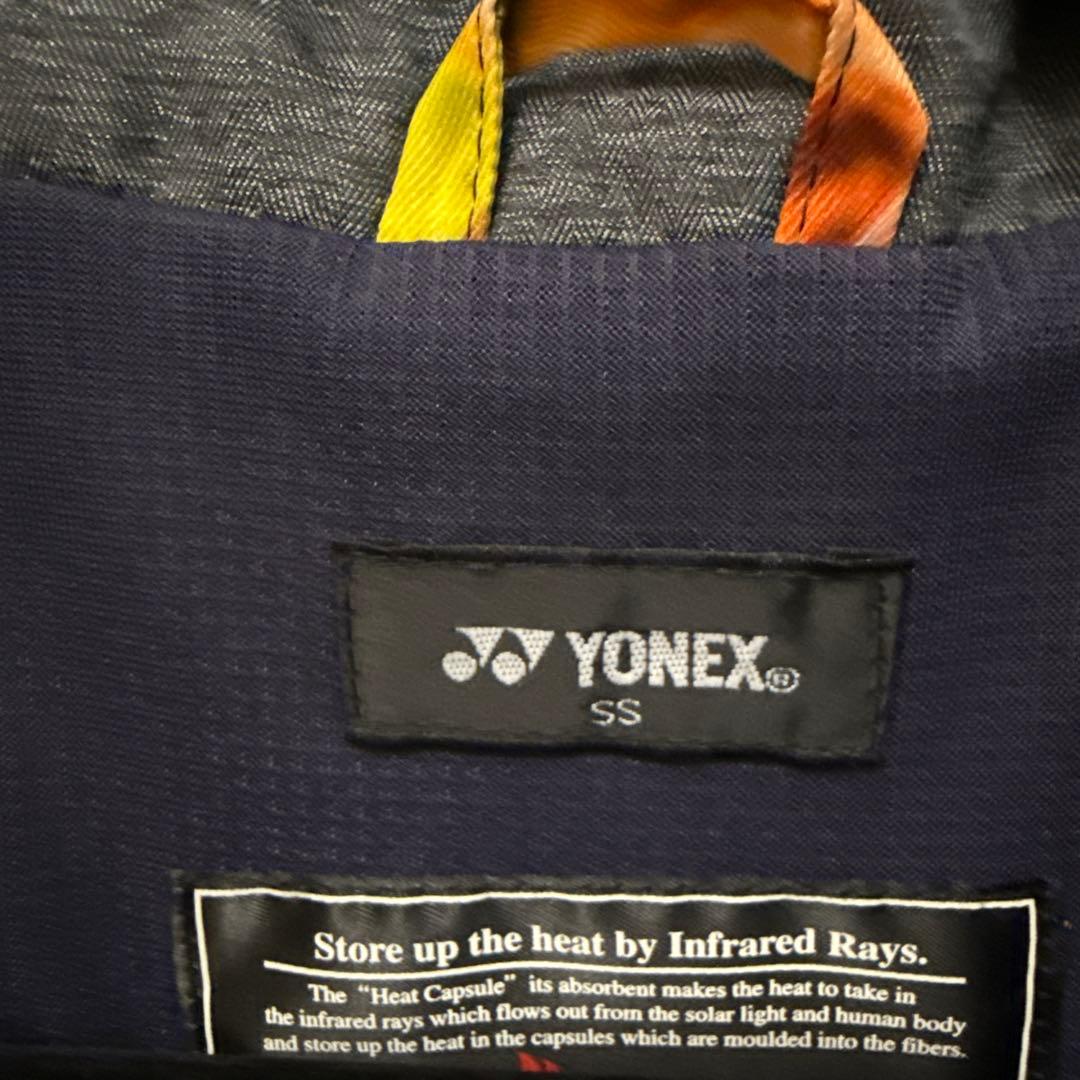 YONEX®
SS
Store up the heat by Infrared Rays.
The “Heat Capsule” its absorbent makes the heat to take in
the infrared rays which flows out from the solar light and human body
and store up the heat in the capsules which are moulded into the fibers.